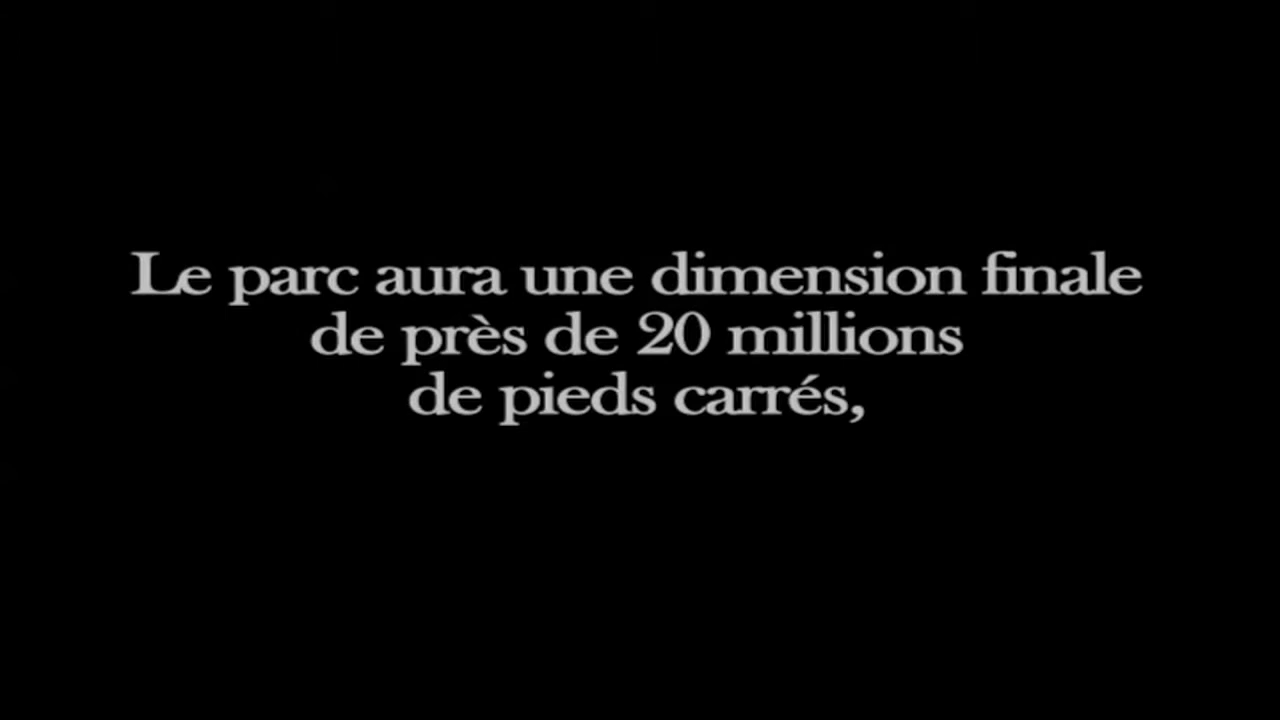 Le parc aura une dimension finale
de près de 20 millions
de pieds carrés,